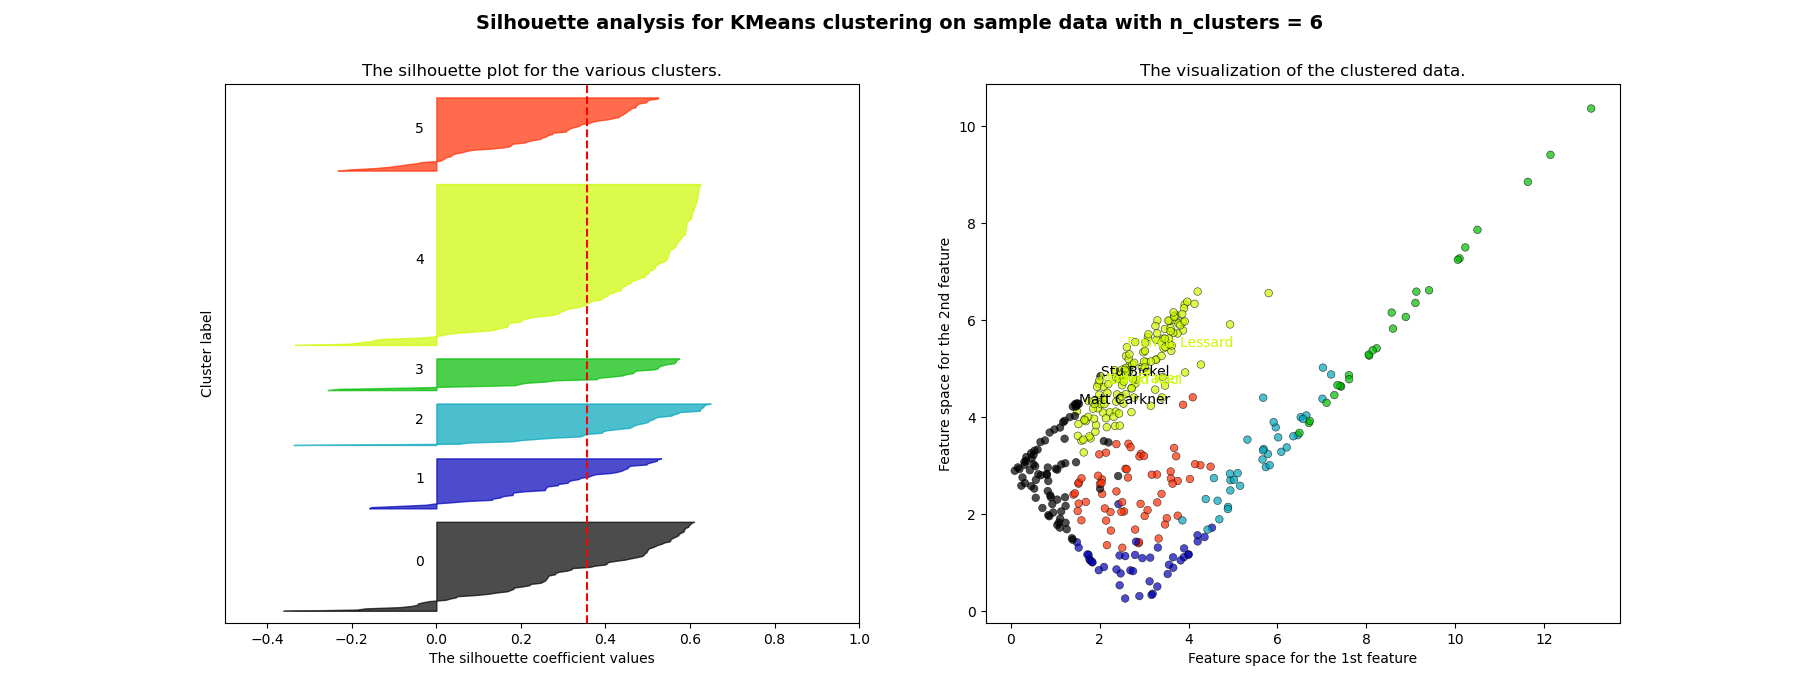 Silhouette analysis for KMeans clustering on sample data with n_clusters = 6
The silhouette plot for the various clusters.
5
4
3
2
1
0
Cluster label
−0.4 −0.2 0.0 0.2 0.4 0.6 0.8 1.0
The silhouette coefficient values
The visualization of the clustered data.
10
8
6
4
2
0
Feature space for the 2nd feature
Lessard
Stu Bickel
Matt Carkner
0 2 4 6 8 10 12
Feature space for the 1st feature